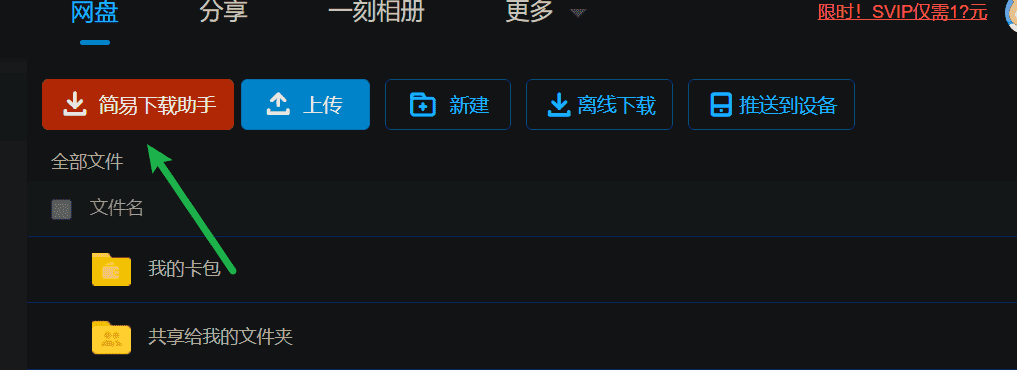 网盘 分享 一刻相册 更多 限时！SVIP仅需1?元
简易下载助手 上传 新建 离线下载 推送到设备
全部文件
文件名
我的卡包
共享给我的文件夹